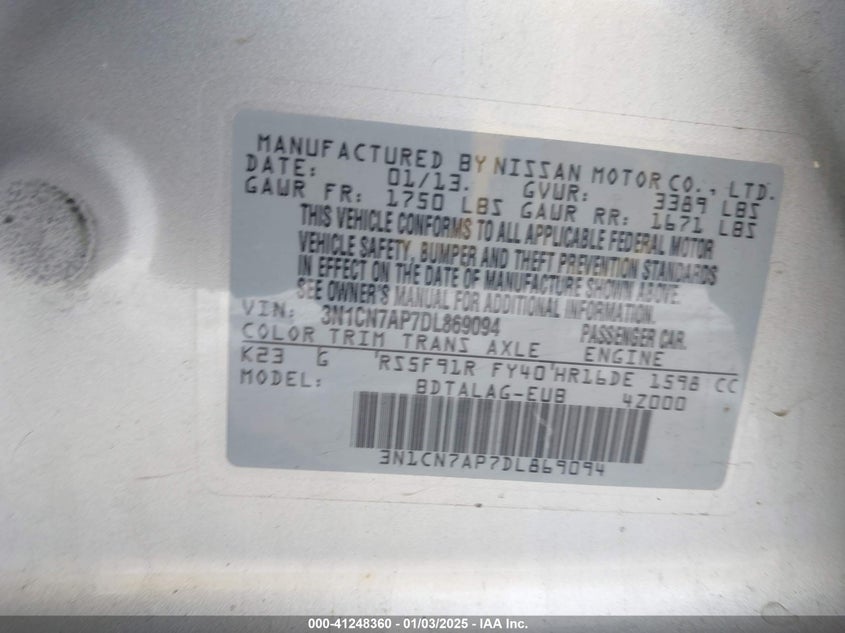 MANUFACTURED BY NISSAN MOTOR CO., LTD.
DATE: 01/13. GVWR: 3389 LBS
GAWR FR: 1750 LBS GAWR RR: 1671 LBS
THIS VEHICLE CONFORMS TO ALL APPLICABLE FEDERAL MOTOR
VEHICLE SAFETY, BUMPER AND THEFT PREVENTION STANDARDS
IN EFFECT ON THE DATE OF MANUFACTURE SHOWN ABOVE.
SEE OWNER'S MANUAL FOR ADDITIONAL INFORMATION.
VIN: 3N1CN7AP7DL869094 PASSENGER CAR.
COLOR TRIM TRANS AXLE ENGINE
K23 G RS5F91R FY40 HR16DE 1598 CC
MODEL: BDTALAG-EUB 4Z000
3N1CN7AP7DL869094
000-41248360 - 01/03/2025 - IAA Inc.